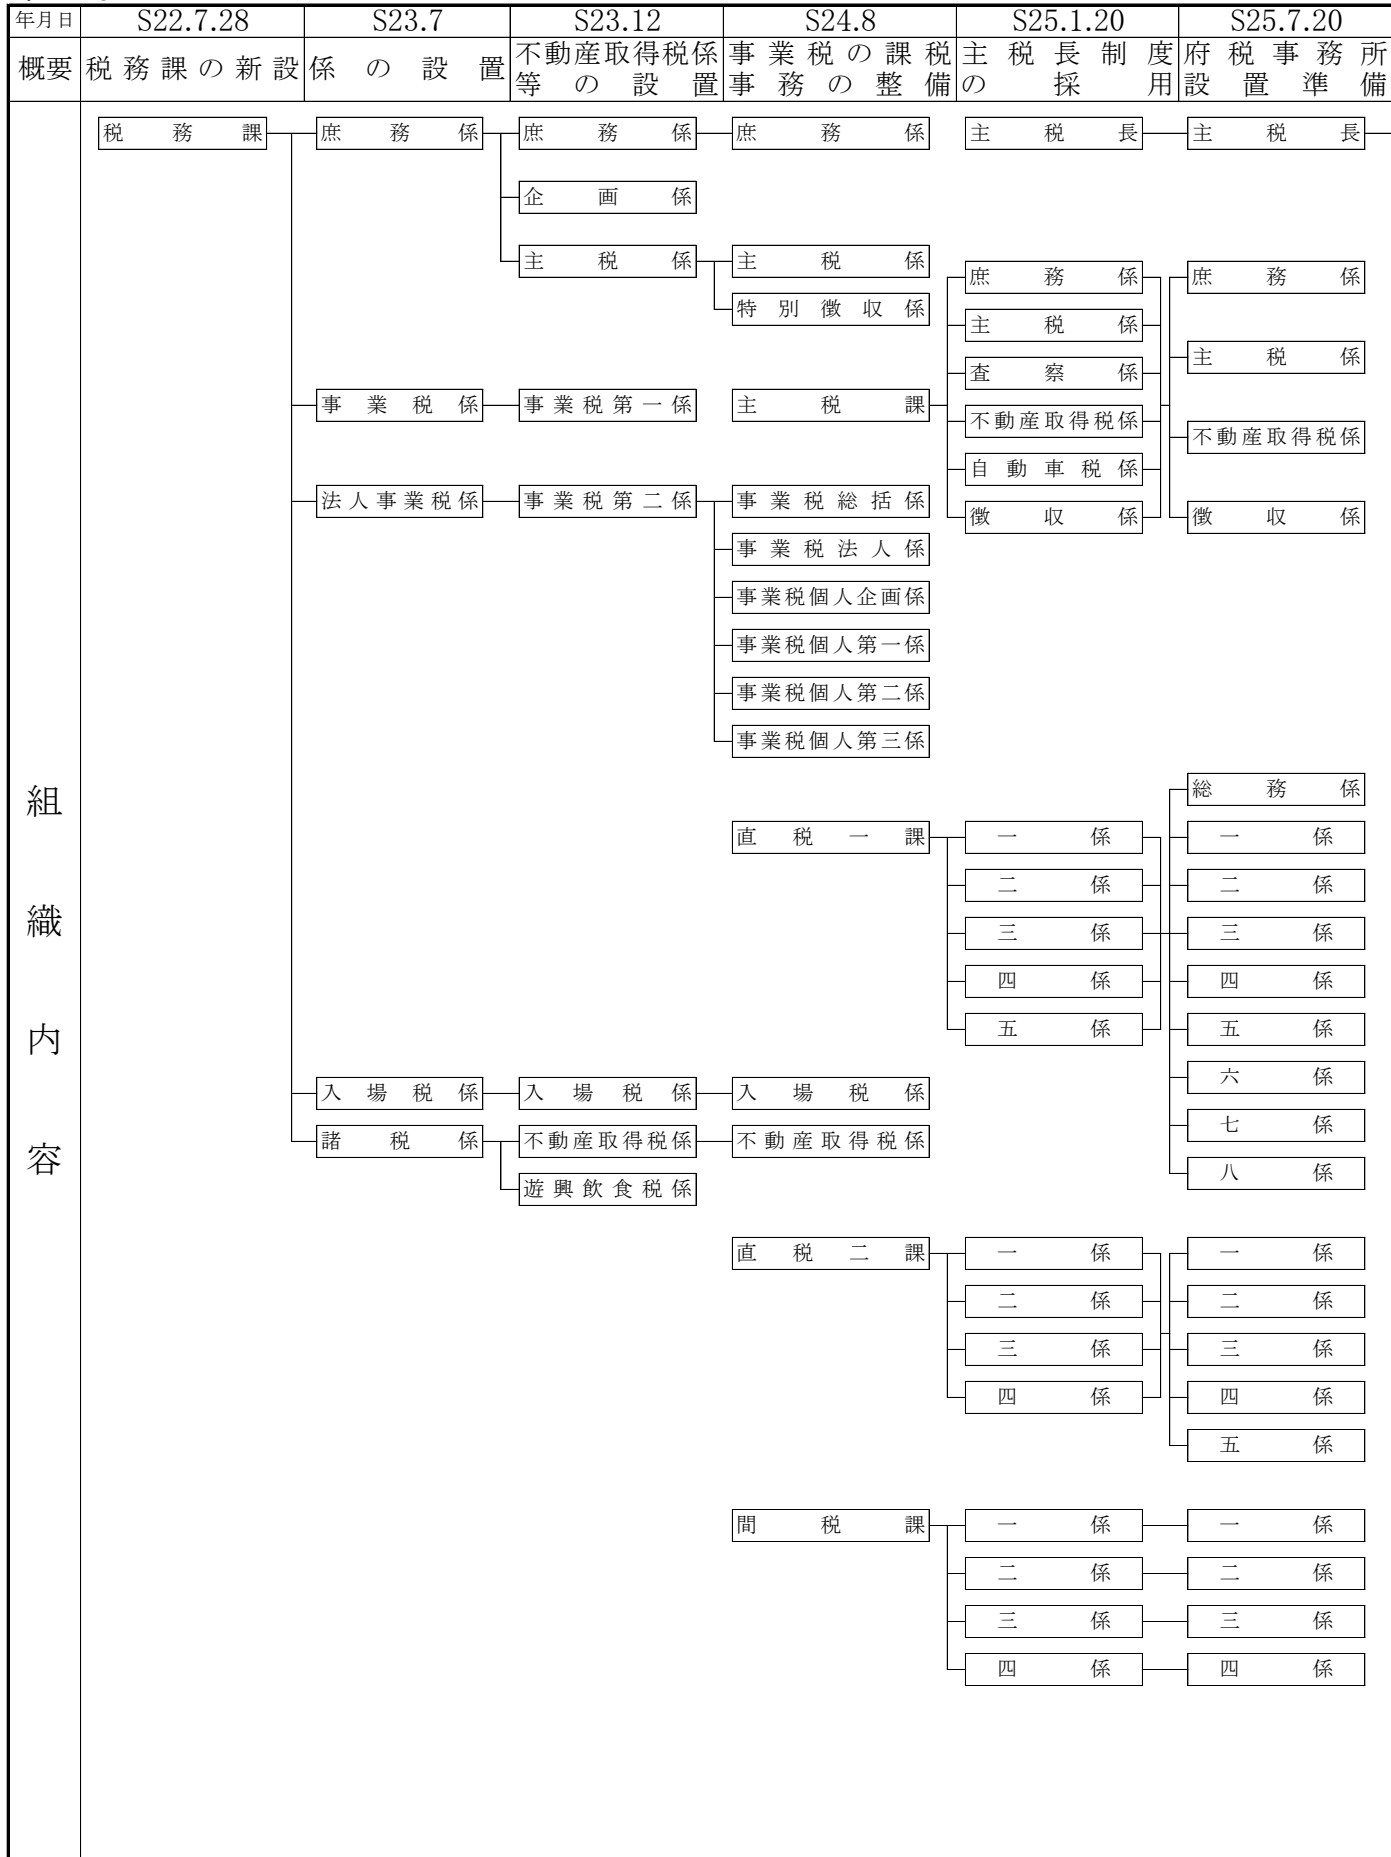 年月日 S22.7.28 S23.7 S23.12 S24.8 S25.1.20 S25.7.20
概要 税務課の新設 係の設置 不動産取得税係等の設置 事業税の課税事務の整備 主税長制度の採用 府税事務所設置準備
組織内容
税務課 庶務係 庶務係 庶務係 主税長 主税長
企画係
主税係 主税係
庶務係 庶務係
特別徴収係
主税係
主税係
査察係
事業税係 事業税第一係 主税課
不動産取得税係
不動産取得税係
自動車税係
法人事業税係 事業税第二係 事業税総括係
徴収係 徴収係
事業税法人係
事業税個人企画係
事業税個人第一係
事業税個人第二係
事業税個人第三係
総務係
直税一課 一係 一係
二係 二係
三係 三係
四係 四係
五係 五係
六係
入場税係 入場税係 入場税係
七係
諸税係 不動産取得税係 不動産取得税係
八係
遊興飲食税係
直税二課 一係 一係
二係 二係
三係 三係
四係 四係
五係
間税課 一係 一係
二係 二係
三係 三係
四係 四係